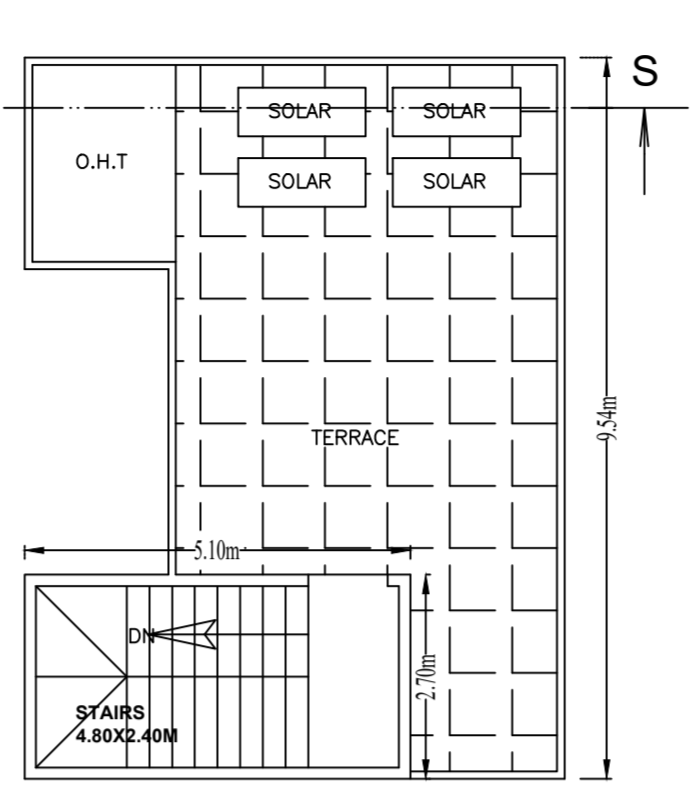 S
SOLAR
SOLAR
O.H.T
SOLAR
SOLAR
9.54m
TERRACE
5.10m
DN
2.70m
STAIRS
4.80X2.40M